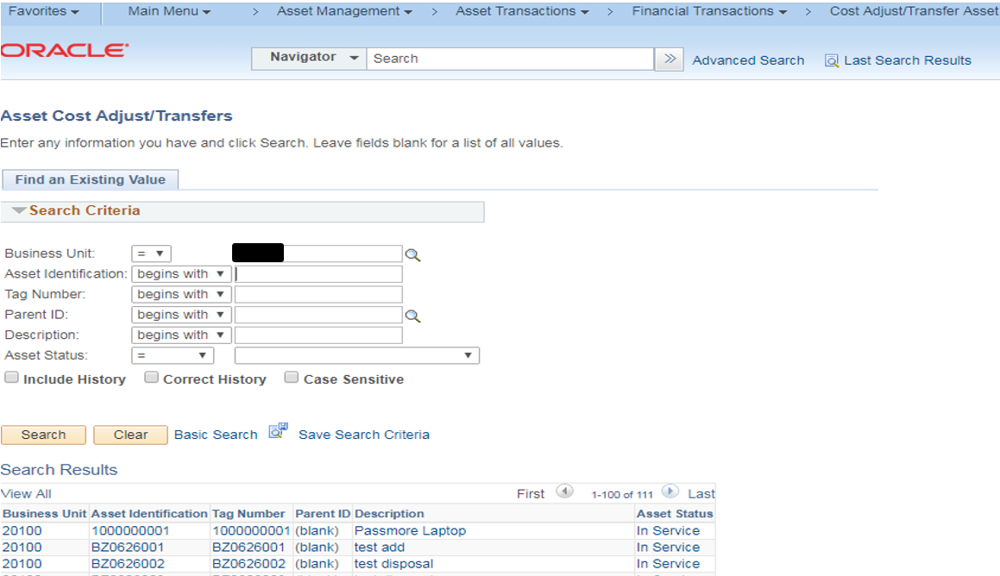 Favorites Main Menu > Asset Management > Asset Transactions > Financial Transactions > Cost Adjust/Transfer Asset
ORACLE
Navigator Search >> Advanced Search Last Search Results
Asset Cost Adjust/Transfers
Enter any information you have and click Search. Leave fields blank for a list of all values.
Find an Existing Value
Search Criteria
Business Unit: =
Asset Identification: begins with
Tag Number: begins with
Parent ID: begins with
Description: begins with
Asset Status: =
Include History Correct History Case Sensitive
Search Clear Basic Search Save Search Criteria
Search Results
View All First 1-100 of 111 Last
Business Unit Asset Identification Tag Number Parent ID Description Asset Status
20100 1000000001 1000000001 (blank) Passmore Laptop In Service
20100 BZ0626001 BZ0626001 (blank) test add In Service
20100 BZ0626002 BZ0626002 (blank) test disposal In Service